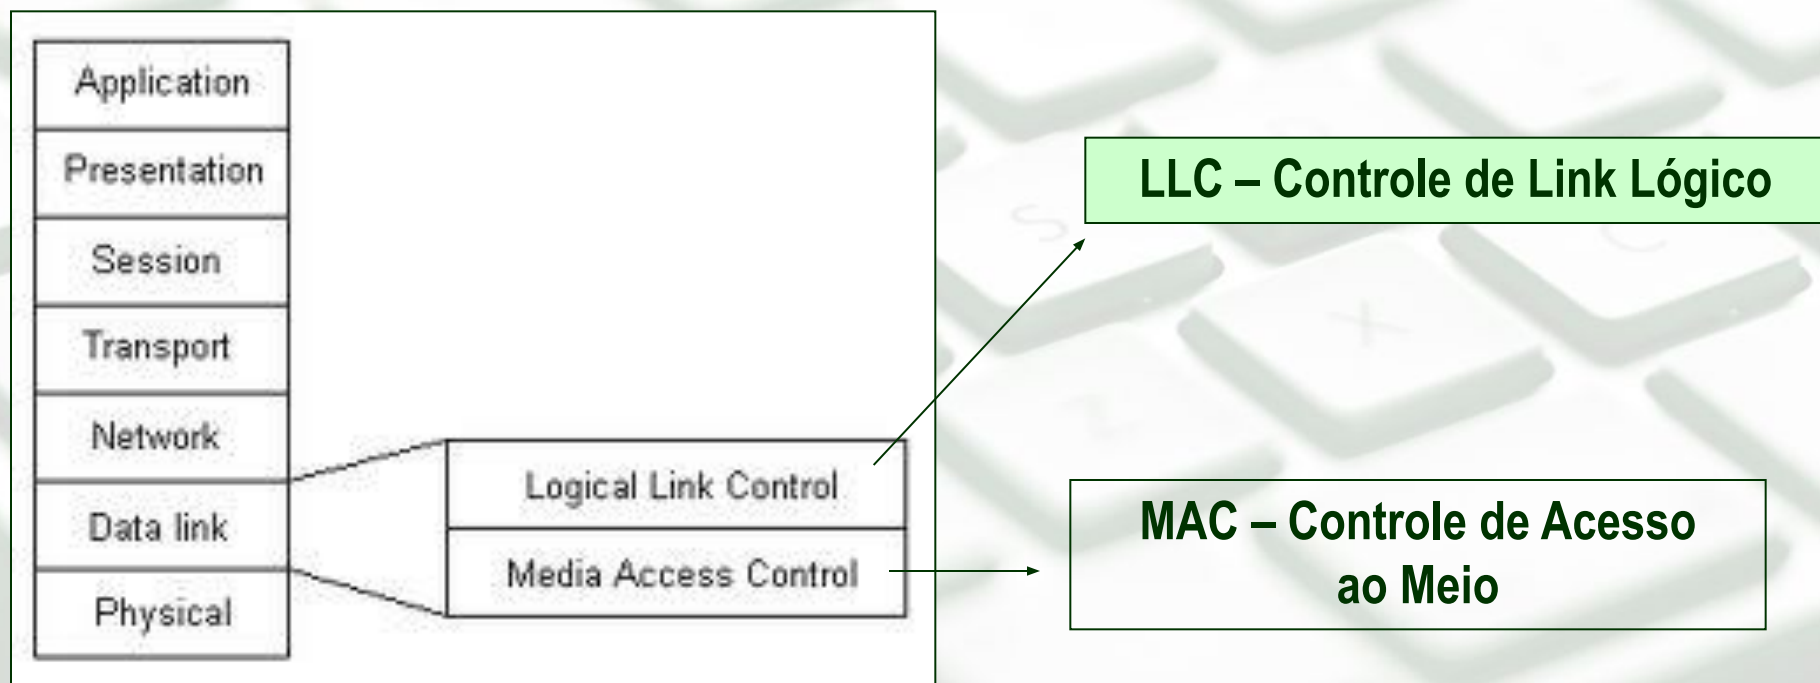 Application
Presentation
Session
Transport
Network
Data link
Physical
Logical Link Control
Media Access Control
LLC – Controle de Link Lógico
MAC – Controle de Acesso
ao Meio
S
X
C
Z